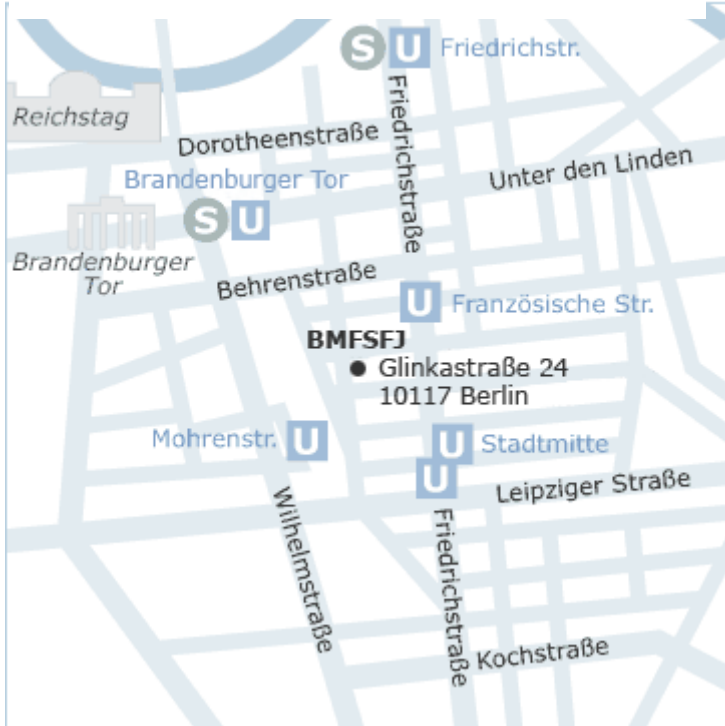 S U Friedrichstr.
Reichstag
Dorotheenstraße
Friedrichstraße
Unter den Linden
Brandenburger Tor
S U
Brandenburger
Tor
Behrenstraße
U Französische Str.
BMFSFJ
Glinkastraße 24
10117 Berlin
Mohrenstr. U
U Stadtmitte
U
Leipziger Straße
Wilhelmstraße
Friedrichstraße
Kochstraße